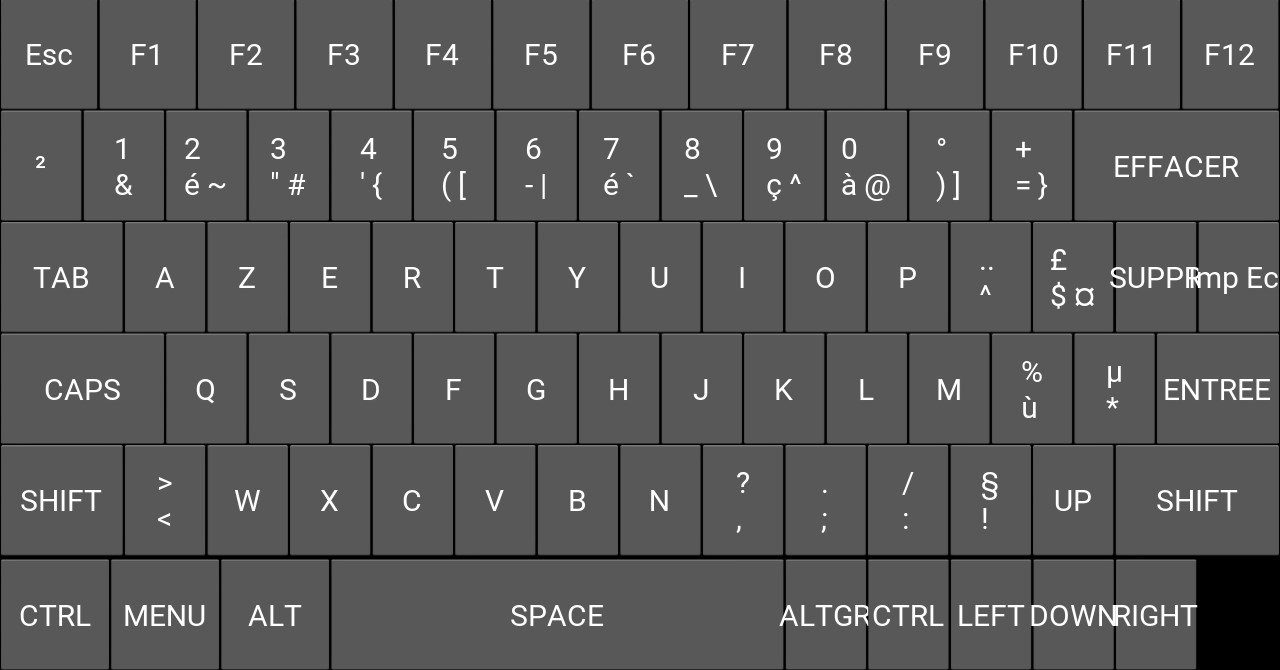 Esc F1 F2 F3 F4 F5 F6 F7 F8 F9 F10 F11 F12
² 1 2 3 4 5 6 7 8 9 0 ° + EFFACER
& é ~ " # ' { ( [ - | é ` _ \ ç ^ à @ ) ] = }
TAB A Z E R T Y U I O P ¨ £ SUPPR mp Ec
^ $ ¤
CAPS Q S D F G H J K L M % µ ENTREE
ù *
SHIFT > W X C V B N ? . / § UP SHIFT
< , ; : !
CTRL MENU ALT SPACE ALTGR CTRL LEFT DOWN RIGHT